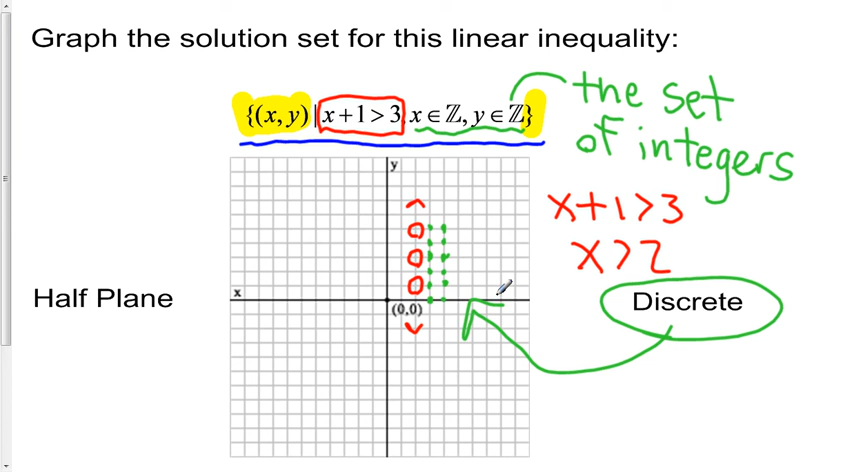 Graph the solution set for this linear inequality:
{(x, y) | x + 1 > 3, x ∈ ℤ, y ∈ ℤ}
the set
of integers
x+1>3
x>2
y
x
(0,0)
Half Plane
Discrete